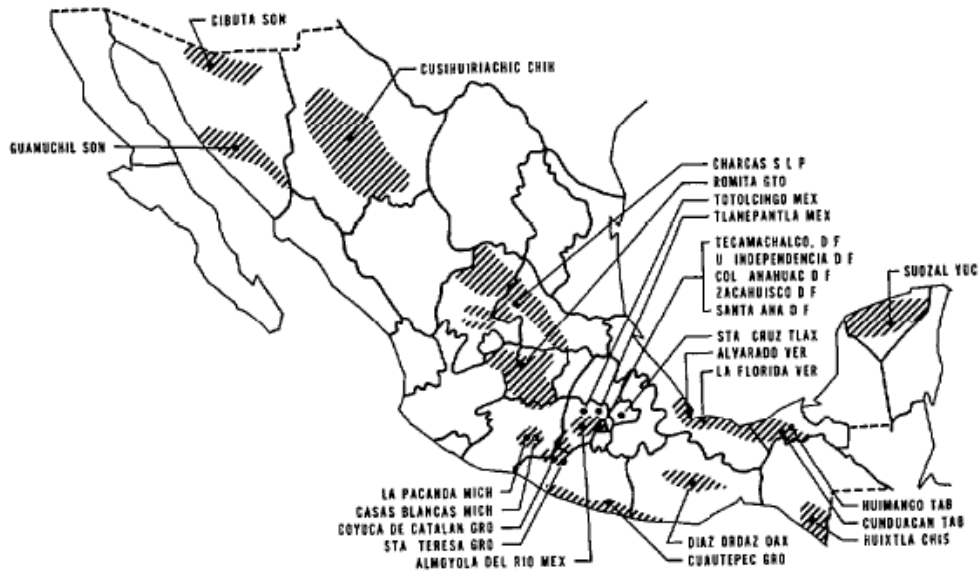 CIBUTA SON
CUSIHUIRIACHIC CHIH
GUAMUCHIL SON
CHARCAS S L P
ROMITA GTO
TOTOLCINGO MEX
TLANEPANTLA MEX
TECAMACHALCO, D F
U INDEPENDENCIA D F
COL ANAHUAC D F
ZACAHUISCO D F
SANTA ANA D F
SUDZAL YUC
STA CRUZ TLAX
ALVARADO VER
LA FLORIDA VER
LA PACANDA MICH
CASAS BLANCAS MICH
COYUCA DE CATALAN GRO
STA TERESA GRO
ALMOYOLA DEL RIO MEX
DIAZ ORDAZ OAX
CUAUTEPEC GRO
HUIMANGO TAB
CUNDUACAN TAB
HUIXTLA CHIS